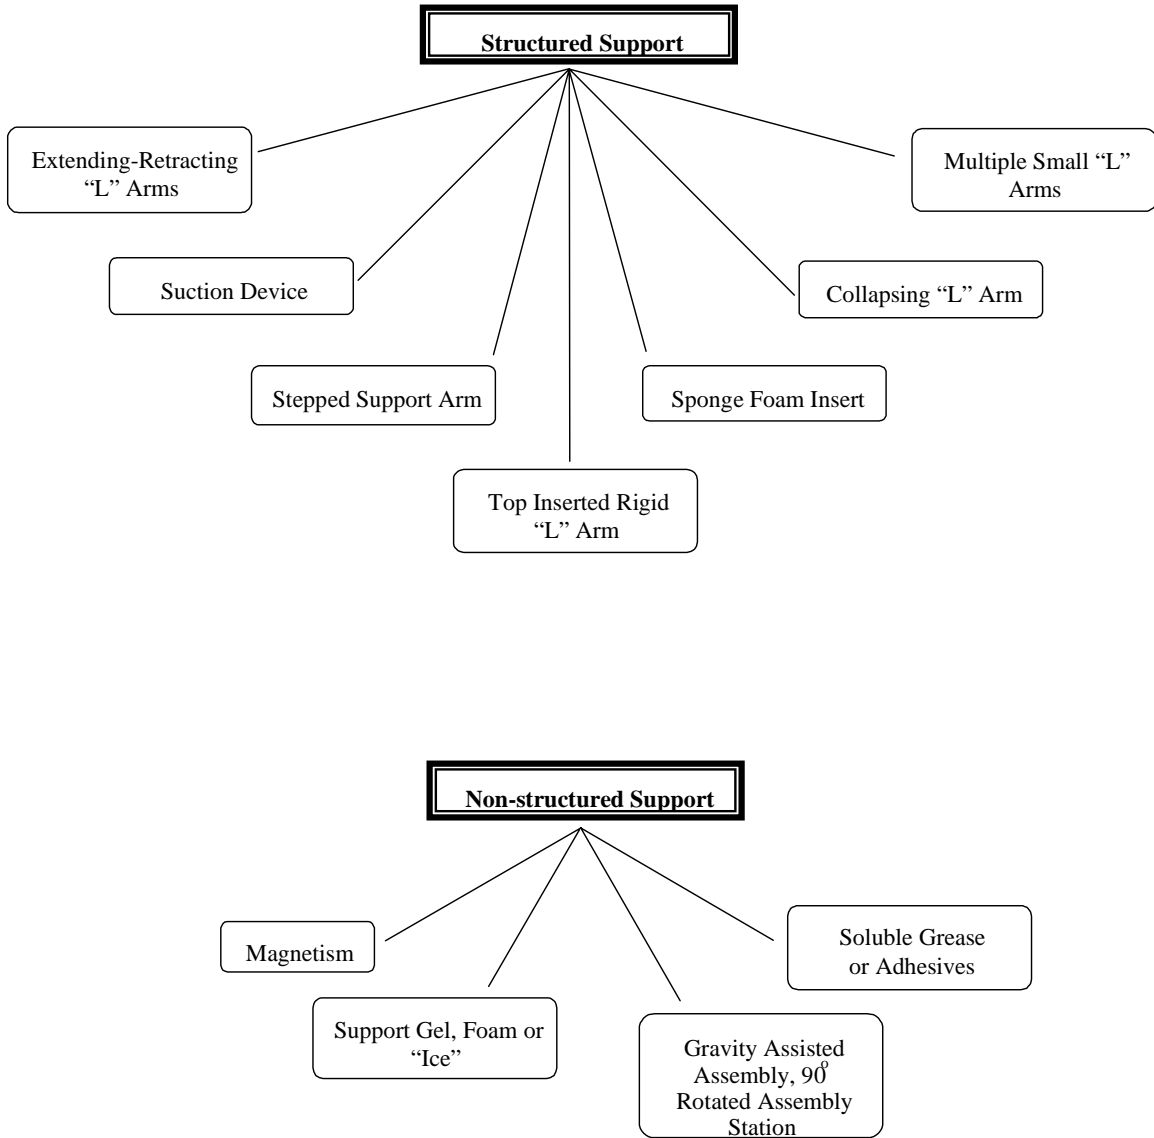 Structured Support
Extending-Retracting
“L” Arms
Multiple Small “L”
Arms
Suction Device
Collapsing “L” Arm
Stepped Support Arm
Sponge Foam Insert
Top Inserted Rigid
“L” Arm
Non-structured Support
Magnetism
Soluble Grease
or Adhesives
Support Gel, Foam or
“Ice”
Gravity Assisted
Assembly, 90º
Rotated Assembly
Station